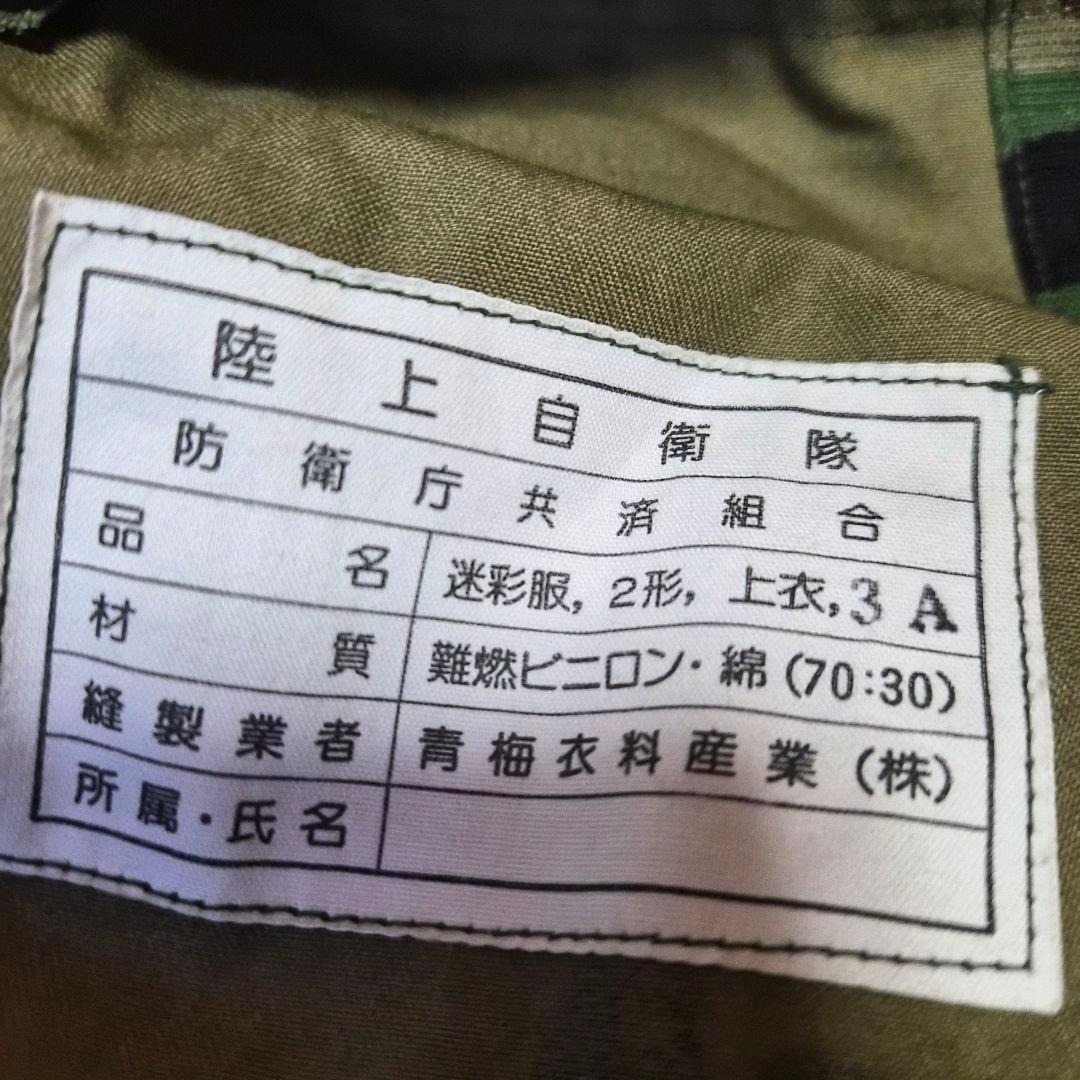 陸上自衛隊
防衛庁共済組合
品名 迷彩服，2形，上衣，3A
材質 難燃ビニロン・綿(70:30)
縫製業者 青梅衣料産業(株)
所属・氏名